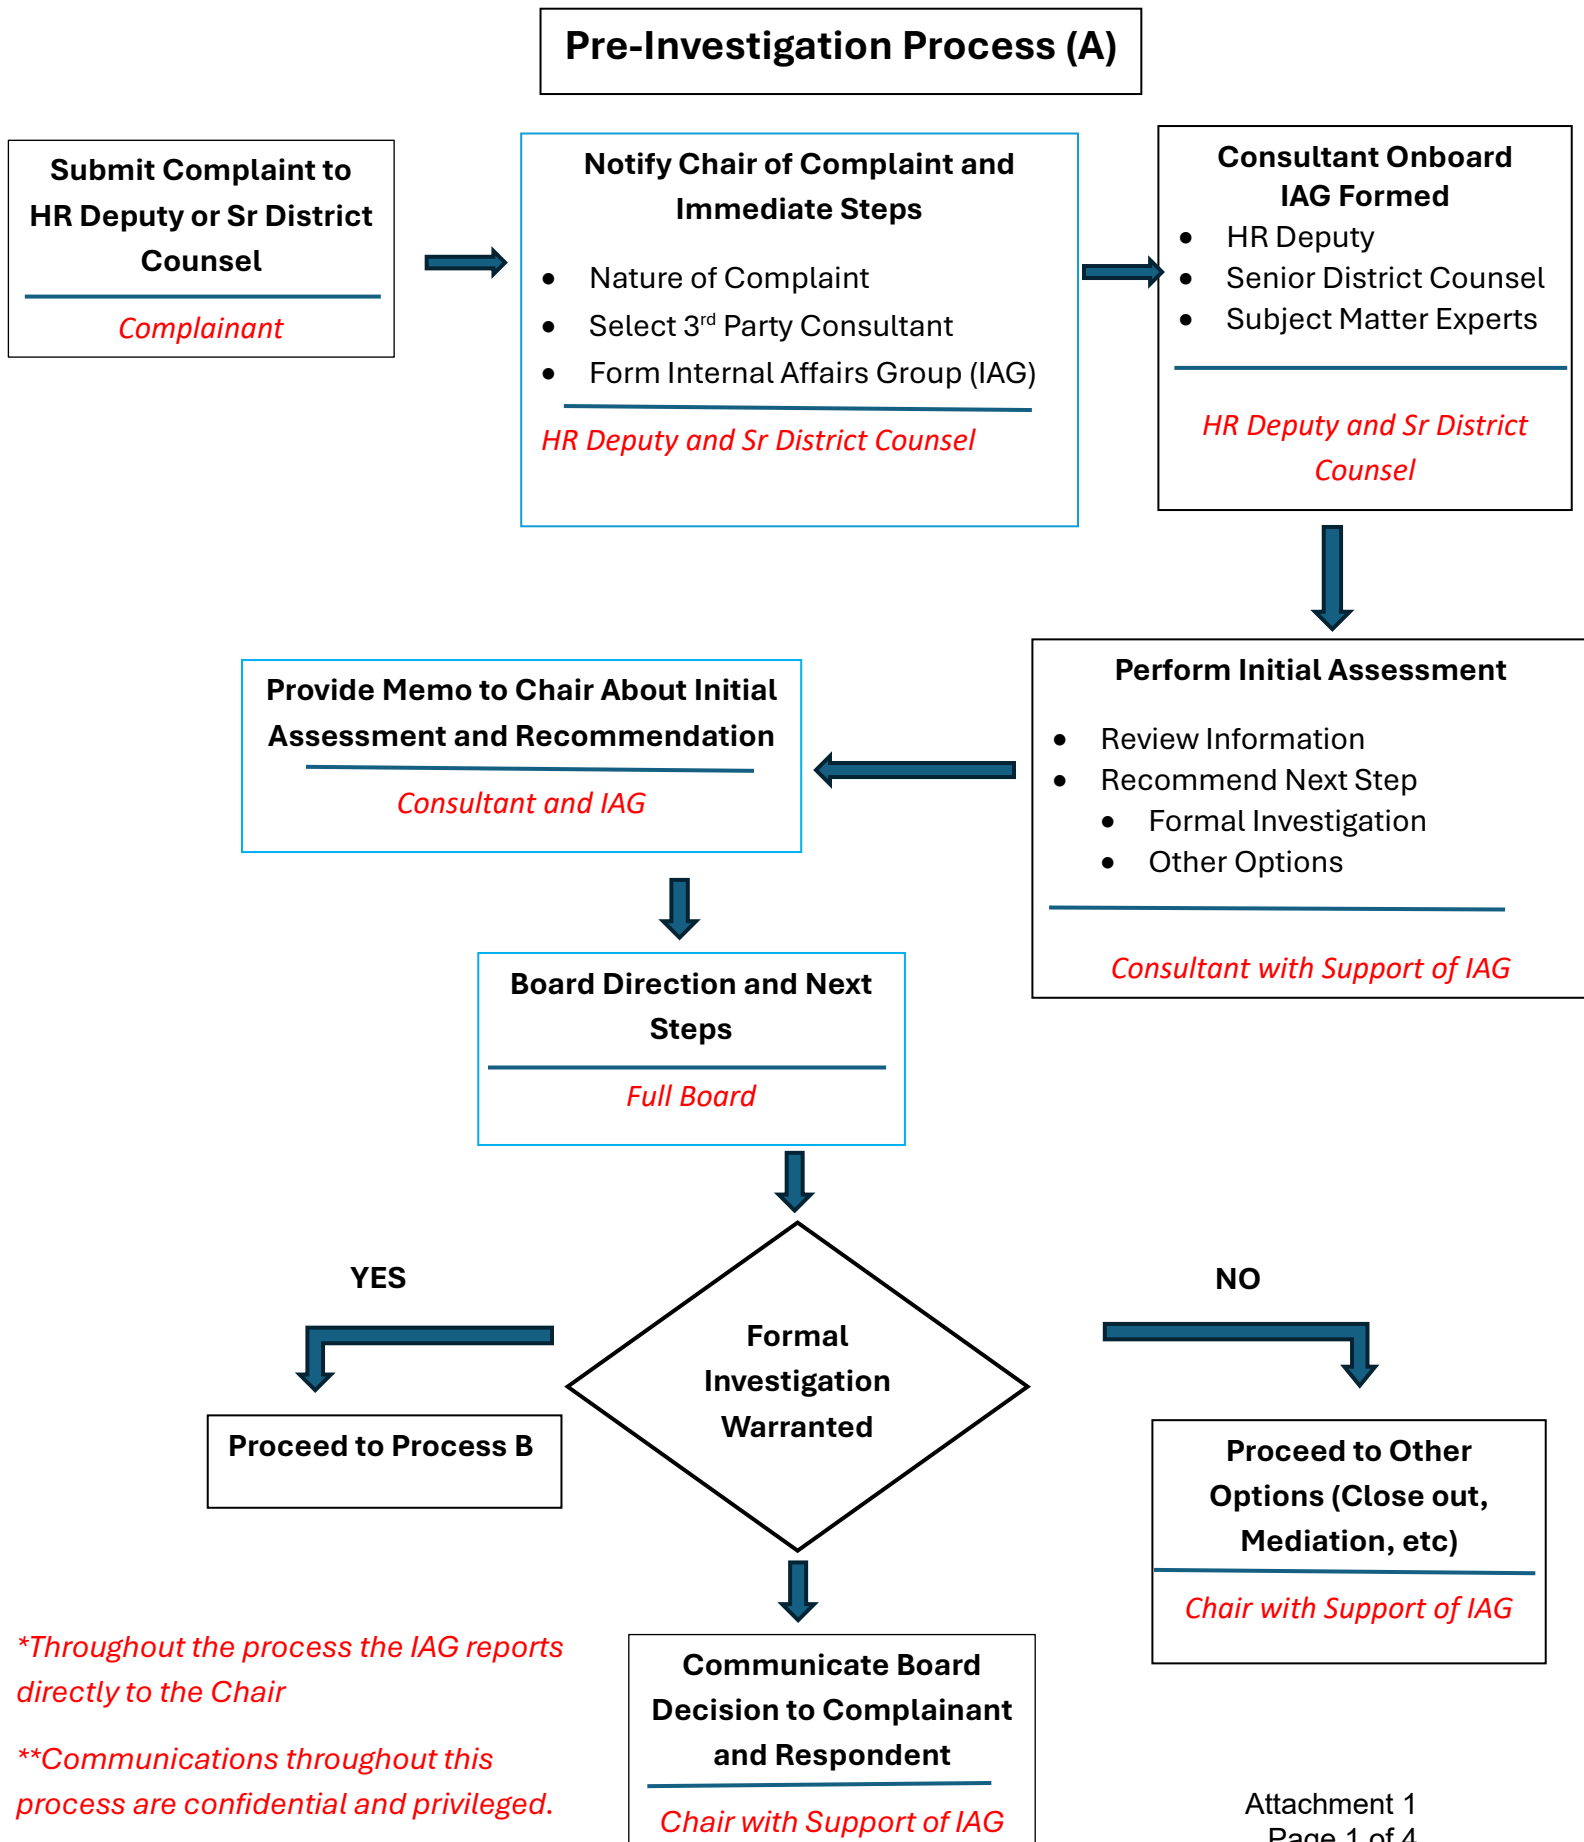 Pre-Investigation Process (A)
Submit Complaint to
HR Deputy or Sr District
Counsel
Complainant
Notify Chair of Complaint and
Immediate Steps
• Nature of Complaint
• Select 3rd Party Consultant
• Form Internal Affairs Group (IAG)
HR Deputy and Sr District Counsel
Consultant Onboard
IAG Formed
• HR Deputy
• Senior District Counsel
• Subject Matter Experts
HR Deputy and Sr District
Counsel
Perform Initial Assessment
• Review Information
• Recommend Next Step
• Formal Investigation
• Other Options
Consultant with Support of IAG
Provide Memo to Chair About Initial
Assessment and Recommendation
Consultant and IAG
Board Direction and Next
Steps
Full Board
YES
NO
Formal
Investigation
Warranted
Proceed to Process B
Proceed to Other
Options (Close out,
Mediation, etc)
Chair with Support of IAG
Communicate Board
Decision to Complainant
and Respondent
Chair with Support of IAG
*Throughout the process the IAG reports
directly to the Chair
**Communications throughout this
process are confidential and privileged.
Attachment 1
Page 1 of 4